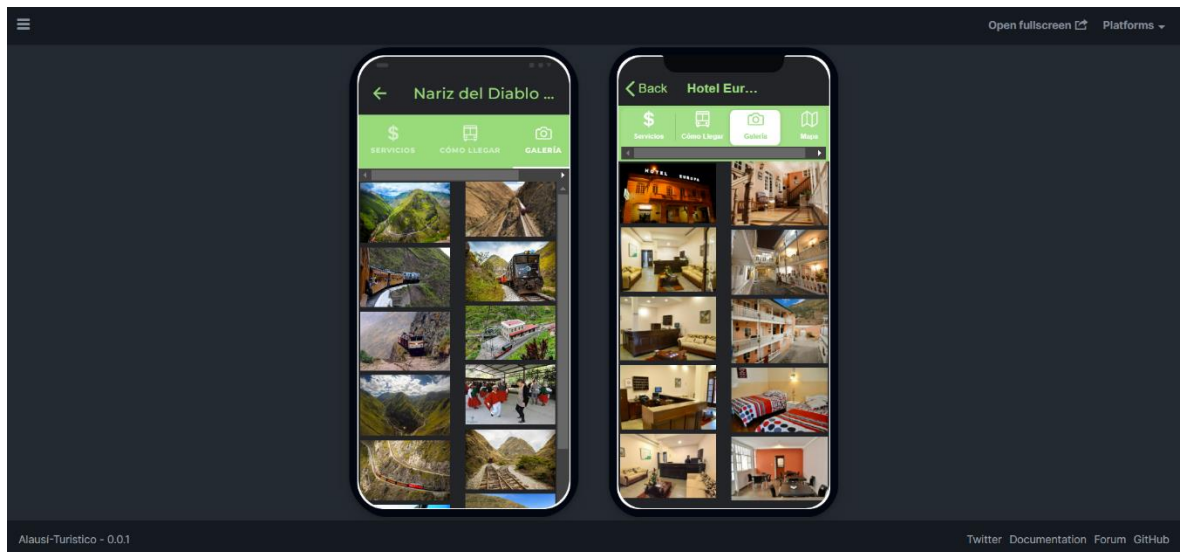 Open fullscreen Platforms
Nariz del Diablo ...
$
SERVICIOS CÓMO LLEGAR GALERÍA
Back Hotel Eur...
$
Servicios Cómo Llegar Galería Maps
HOTEL EUROPA
Alausí-Turistico - 0.0.1
Twitter Documentation Forum GitHub